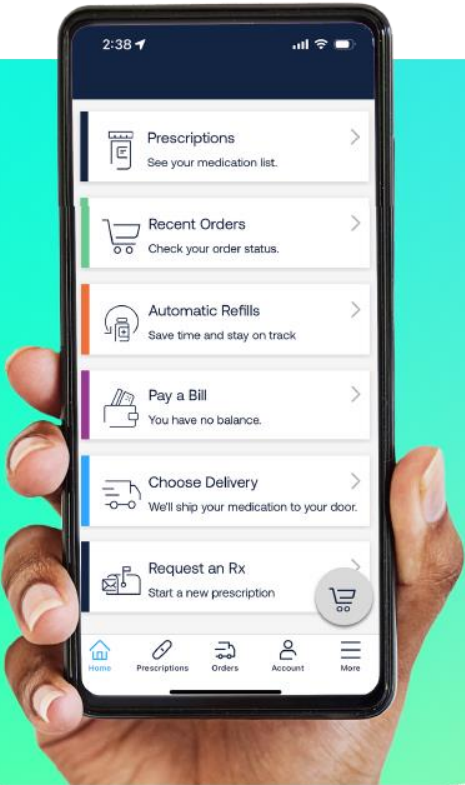 2:38
Prescriptions
See your medication list.
Recent Orders
Check your order status.
Automatic Refills
Save time and stay on track
Pay a Bill
You have no balance.
Choose Delivery
We'll ship your medication to your door.
Request an Rx
Start a new prescription
Home Prescriptions Orders Account More